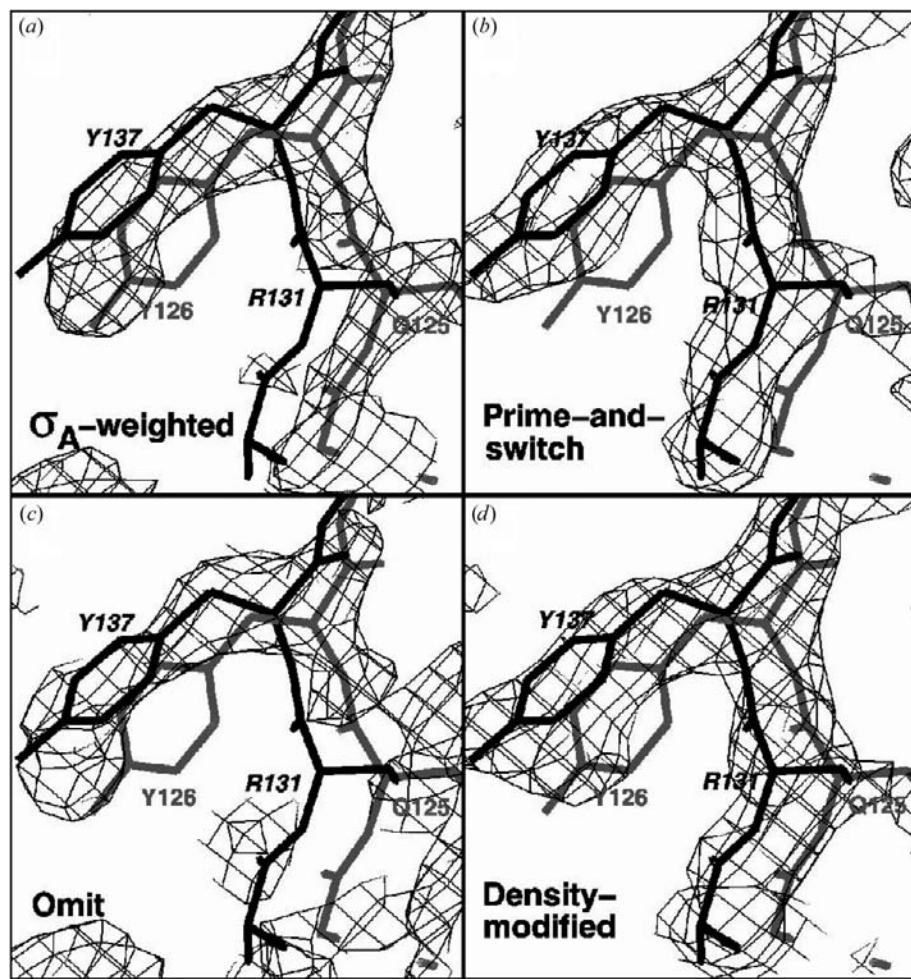 (a)
Y137
Y126
R131
Q125
σA-weighted
(b)
Y137
Y126
R131
Q125
Prime-and-
switch
(c)
Y137
Y126
R131
Q125
Omit
(d)
Y137
Y126
R131
Q125
Density-
modified